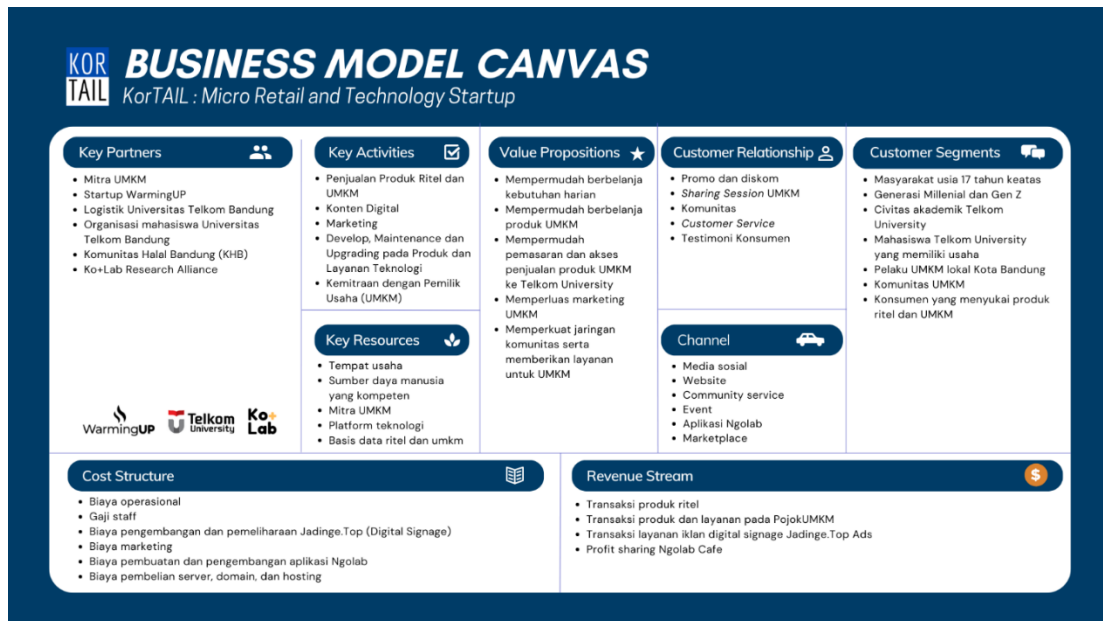 KOR
TAIL
BUSINESS MODEL CANVAS
KorTAIL : Micro Retail and Technology Startup
Key Partners
• Mitra UMKM
• Startup WarmingUP
• Logistik Universitas Telkom Bandung
• Organisasi mahasiswa Universitas
Telkom Bandung
• Komunitas Halal Bandung (KHB)
• Ko+Lab Research Alliance
WarmingUP
Telkom
University
Ko+
Lab
Key Activities
• Penjualan Produk Ritel dan
UMKM
• Konten Digital
• Marketing
• Develop, Maintenance dan
Upgrading pada Produk dan
Layanan Teknologi
• Kemitraan dengan Pemilik
Usaha (UMKM)
Key Resources
• Tempat usaha
• Sumber daya manusia
yang kompeten
• Mitra UMKM
• Platform teknologi
• Basis data ritel dan umkm
Value Propositions
• Mempermudah berbelanja
kebutuhan harian
• Mempermudah berbelanja
produk UMKM
• Mempermudah
pemasaran dan akses
penjualan produk UMKM
ke Telkom University
• Memperluas marketing
UMKM
• Memperkuat jaringan
komunitas serta
memberikan layanan
untuk UMKM
Customer Relationship
• Promo dan diskom
• Sharing Session UMKM
• Komunitas
• Customer Service
• Testimoni Konsumen
Channel
• Media sosial
• Website
• Community service
• Event
• Aplikasi Ngolab
• Marketplace
Customer Segments
• Masyarakat usia 17 tahun keatas
• Generasi Millenial dan Gen Z
• Civitas akademik Telkom
University
• Mahasiswa Telkom University
yang memiliki usaha
• Pelaku UMKM lokal Kota Bandung
• Komunitas UMKM
• Konsumen yang menyukai produk
ritel dan UMKM
Cost Structure
• Biaya operasional
• Gaji staff
• Biaya pengembangan dan pemeliharaan Jadinge.Top (Digital Signage)
• Biaya marketing
• Biaya pembuatan dan pengembangan aplikasi Ngolab
• Biaya pembelian server, domain, dan hosting
Revenue Stream
$
• Transaksi produk ritel
• Transaksi produk dan layanan pada PojokUMKM
• Transaksi layanan iklan digital signage Jadinge.Top Ads
• Profit sharing Ngolab Cafe